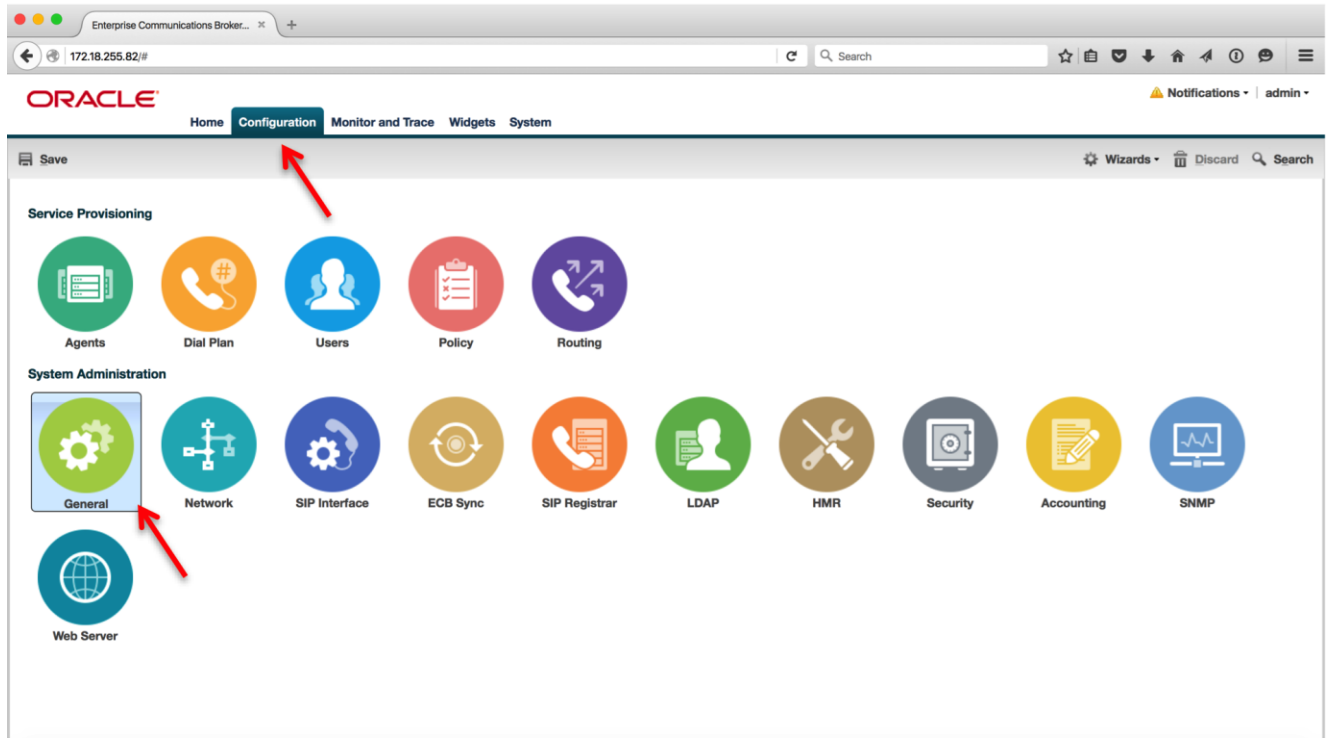 Enterprise Communications Broker... × +
172.18.255.82/# Search
ORACLE
Notifications admin
Home Configuration Monitor and Trace Widgets System
Save Wizards Discard Search
Service Provisioning
#
Agents Dial Plan Users Policy Routing
System Administration
General Network SIP Interface ECB Sync SIP Registrar LDAP HMR Security Accounting SNMP
Web Server